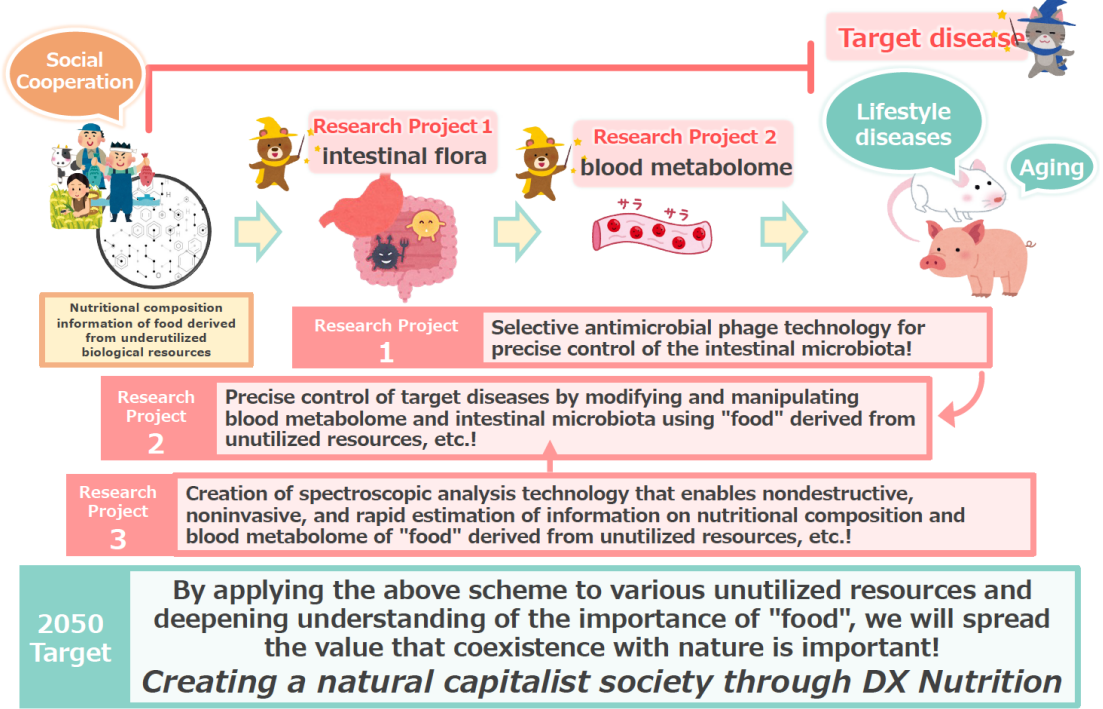 Social
Cooperation
Target disease
Research Project 1
intestinal flora
Research Project 2
blood metabolome
Lifestyle
diseases
Aging
サラ サラ
Nutritional composition
information of food derived
from underutilized
biological resources
Research Project
1
Selective antimicrobial phage technology for
precise control of the intestinal microbiota!
Research
Project
2
Precise control of target diseases by modifying and manipulating
blood metabolome and intestinal microbiota using "food" derived from
unutilized resources, etc.!
Research
Project
3
Creation of spectroscopic analysis technology that enables nondestructive,
noninvasive, and rapid estimation of information on nutritional composition and
blood metabolome of "food" derived from unutilized resources, etc.!
2050
Target
By applying the above scheme to various unutilized resources and
deepening understanding of the importance of "food", we will spread
the value that coexistence with nature is important!
Creating a natural capitalist society through DX Nutrition